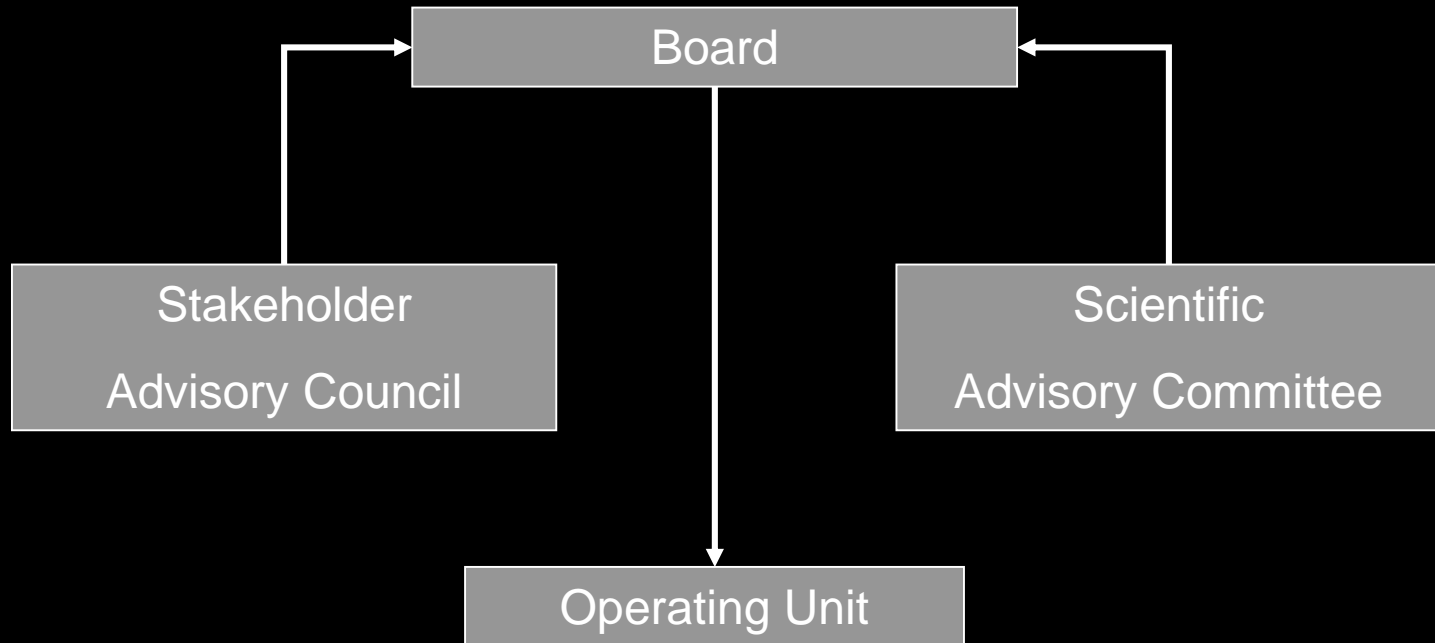 Board
Stakeholder
Advisory Council
Scientific
Advisory Committee
Operating Unit